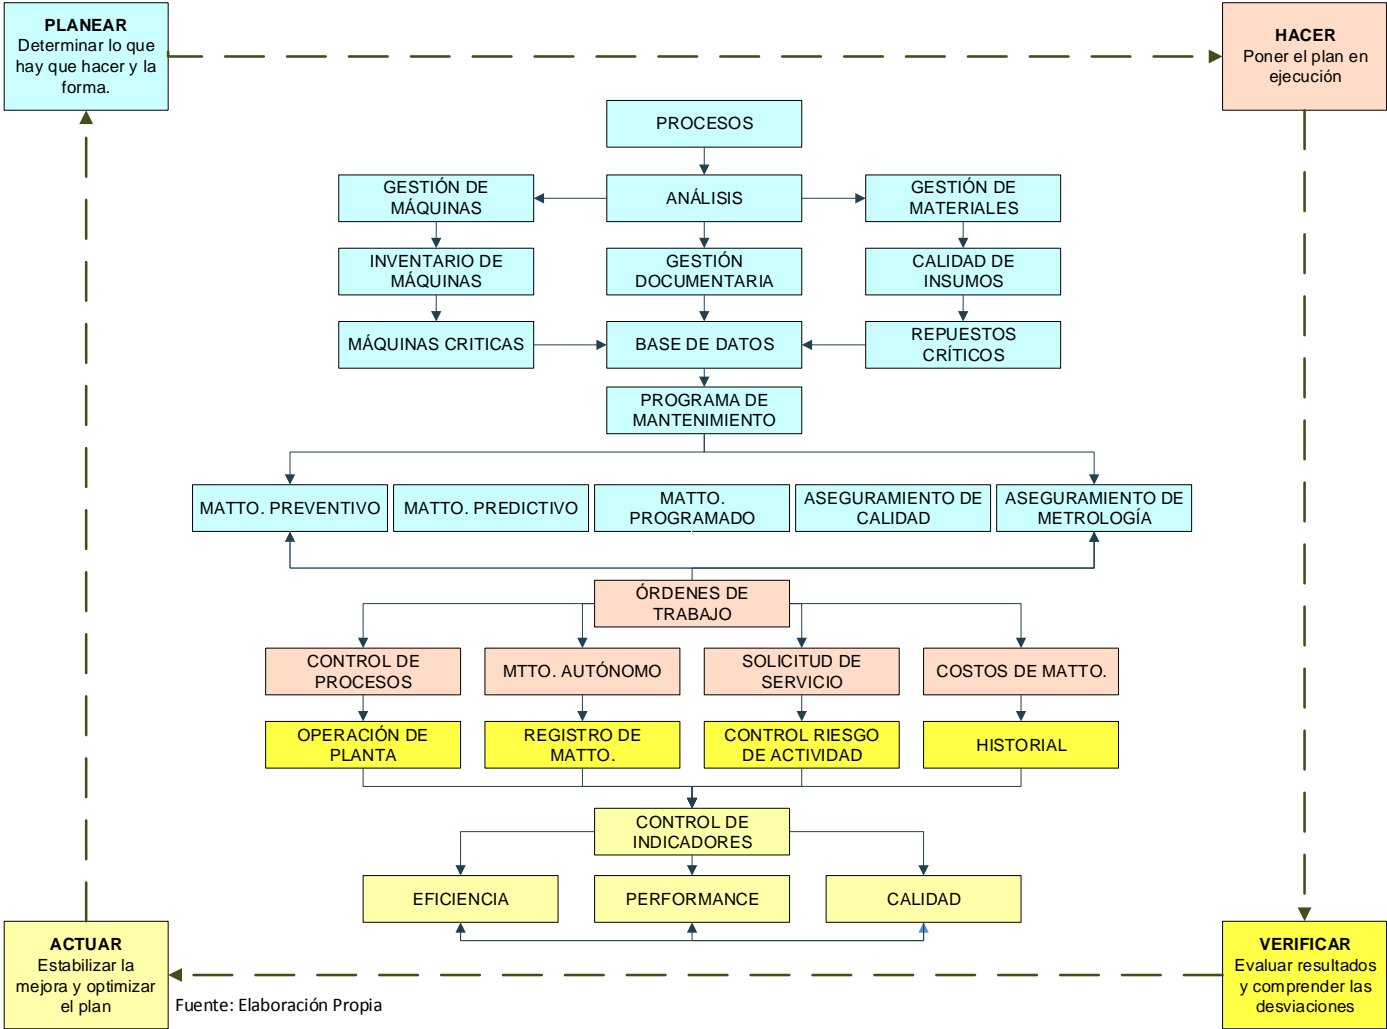 PLANEAR
Determinar lo que
hay que hacer y la
forma.
HACER
Poner el plan en
ejecución
PROCESOS
GESTIÓN DE
MÁQUINAS
ANÁLISIS
GESTIÓN DE
MATERIALES
INVENTARIO DE
MÁQUINAS
GESTIÓN
DOCUMENTARIA
CALIDAD DE
INSUMOS
MÁQUINAS CRITICAS
BASE DE DATOS
REPUESTOS
CRÍTICOS
PROGRAMA DE
MANTENIMIENTO
MATTO. PREVENTIVO
MATTO. PREDICTIVO
MATTO.
PROGRAMADO
ASEGURAMIENTO DE
CALIDAD
ASEGURAMIENTO DE
METROLOGÍA
ÓRDENES DE
TRABAJO
CONTROL DE
PROCESOS
MTTO. AUTÓNOMO
SOLICITUD DE
SERVICIO
COSTOS DE MATTO.
OPERACIÓN DE
PLANTA
REGISTRO DE
MATTO.
CONTROL RIESGO
DE ACTIVIDAD
HISTORIAL
CONTROL DE
INDICADORES
EFICIENCIA
PERFORMANCE
CALIDAD
ACTUAR
Estabilizar la
mejora y optimizar
el plan
VERIFICAR
Evaluar resultados
y comprender las
desviaciones
Fuente: Elaboración Propia